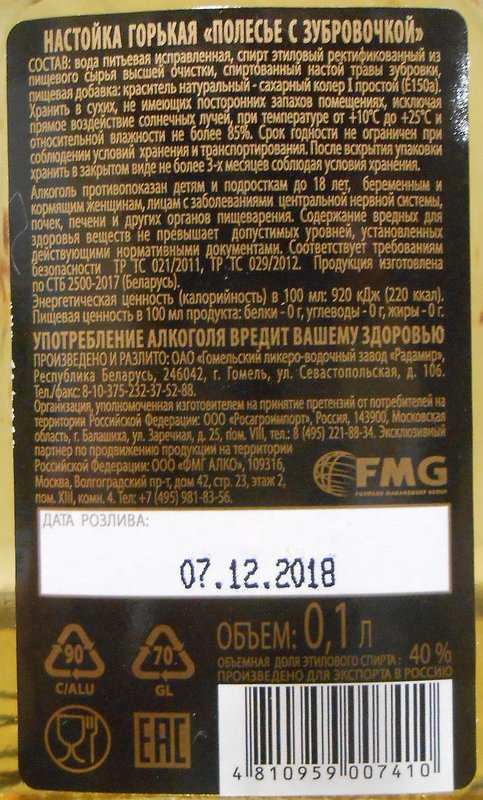 НАСТОЙКА ГОРЬКАЯ «ПОЛЕСЬЕ С ЗУБРОВОЧКОЙ»
СОСТАВ: вода питьевая исправленная, спирт этиловый ректификованный из
пищевого сырья высшей очистки, спиртованный настой травы зубровки,
пищевая добавка: краситель натуральный - сахарный колер I простой (Е150а).
Хранить в сухих, не имеющих посторонних запахов помещениях, исключая
прямое воздействие солнечных лучей, при температуре от +10°С до +25°С и
относительной влажности не более 85%. Срок годности не ограничен при
соблюдении условий хранения и транспортирования. После вскрытия упаковки
хранить в закрытом виде не более 3-х месяцев соблюдая условия хранения.
Алкоголь противопоказан детям и подросткам до 18 лет, беременным и
кормящим женщинам, лицам с заболеваниями центральной нервной системы,
почек, печени и других органов пищеварения. Содержание вредных для
здоровья веществ не превышает допустимых уровней, установленных
действующими нормативными документами. Соответствует требованиям
безопасности ТР ТС 021/2011, ТР ТС 029/2012. Продукция изготовлена
по СТБ 2500-2017 (Беларусь).
Энергетическая ценность (калорийность) в 100 мл: 920 кДж (220 ккал).
Пищевая ценность в 100 мл продукта: белки - 0 г, углеводы - 0 г, жиры - 0 г.
УПОТРЕБЛЕНИЕ АЛКОГОЛЯ ВРЕДИТ ВАШЕМУ ЗДОРОВЬЮ
ПРОИЗВЕДЕНО И РАЗЛИТО: ОАО «Гомельский ликеро-водочный завод «Радамир»,
Республика Беларусь, 246042, г. Гомель, ул. Севастопольская, д. 106.
Тел./факс: 8-10-375-232-37-52-88.
Организация, уполномоченная изготовителем на принятие претензий от потребителей на
территории Российской Федерации: ООО «Росагроимпорт», Россия, 143900, Московская
область, г. Балашиха, ул. Заречная, д. 25, пом. VIII, тел.: 8 (495) 221-88-34. Эксклюзивный
партнер по продвижению продукции на территории
Российской Федерации: ООО «ФМГ АЛКО», 109316,
Москва, Волгоградский пр-т, дом 42, стр. 23, этаж 2,
пом. XIII, комн. 4. Тел: +7 (495) 981-83-56.
FMG
FORWARD MANAGEMENT GROUP
ДАТА РОЗЛИВА:
07.12.2018
90
C/ALU
70
GL
ОБЪЕМ: 0,1 л
ОБЪЕМНАЯ ДОЛЯ ЭТИЛОВОГО СПИРТА: 40 %
ПРОИЗВЕДЕНО ДЛЯ ЭКСПОРТА В РОССИЮ
EAC
4 810959 007410